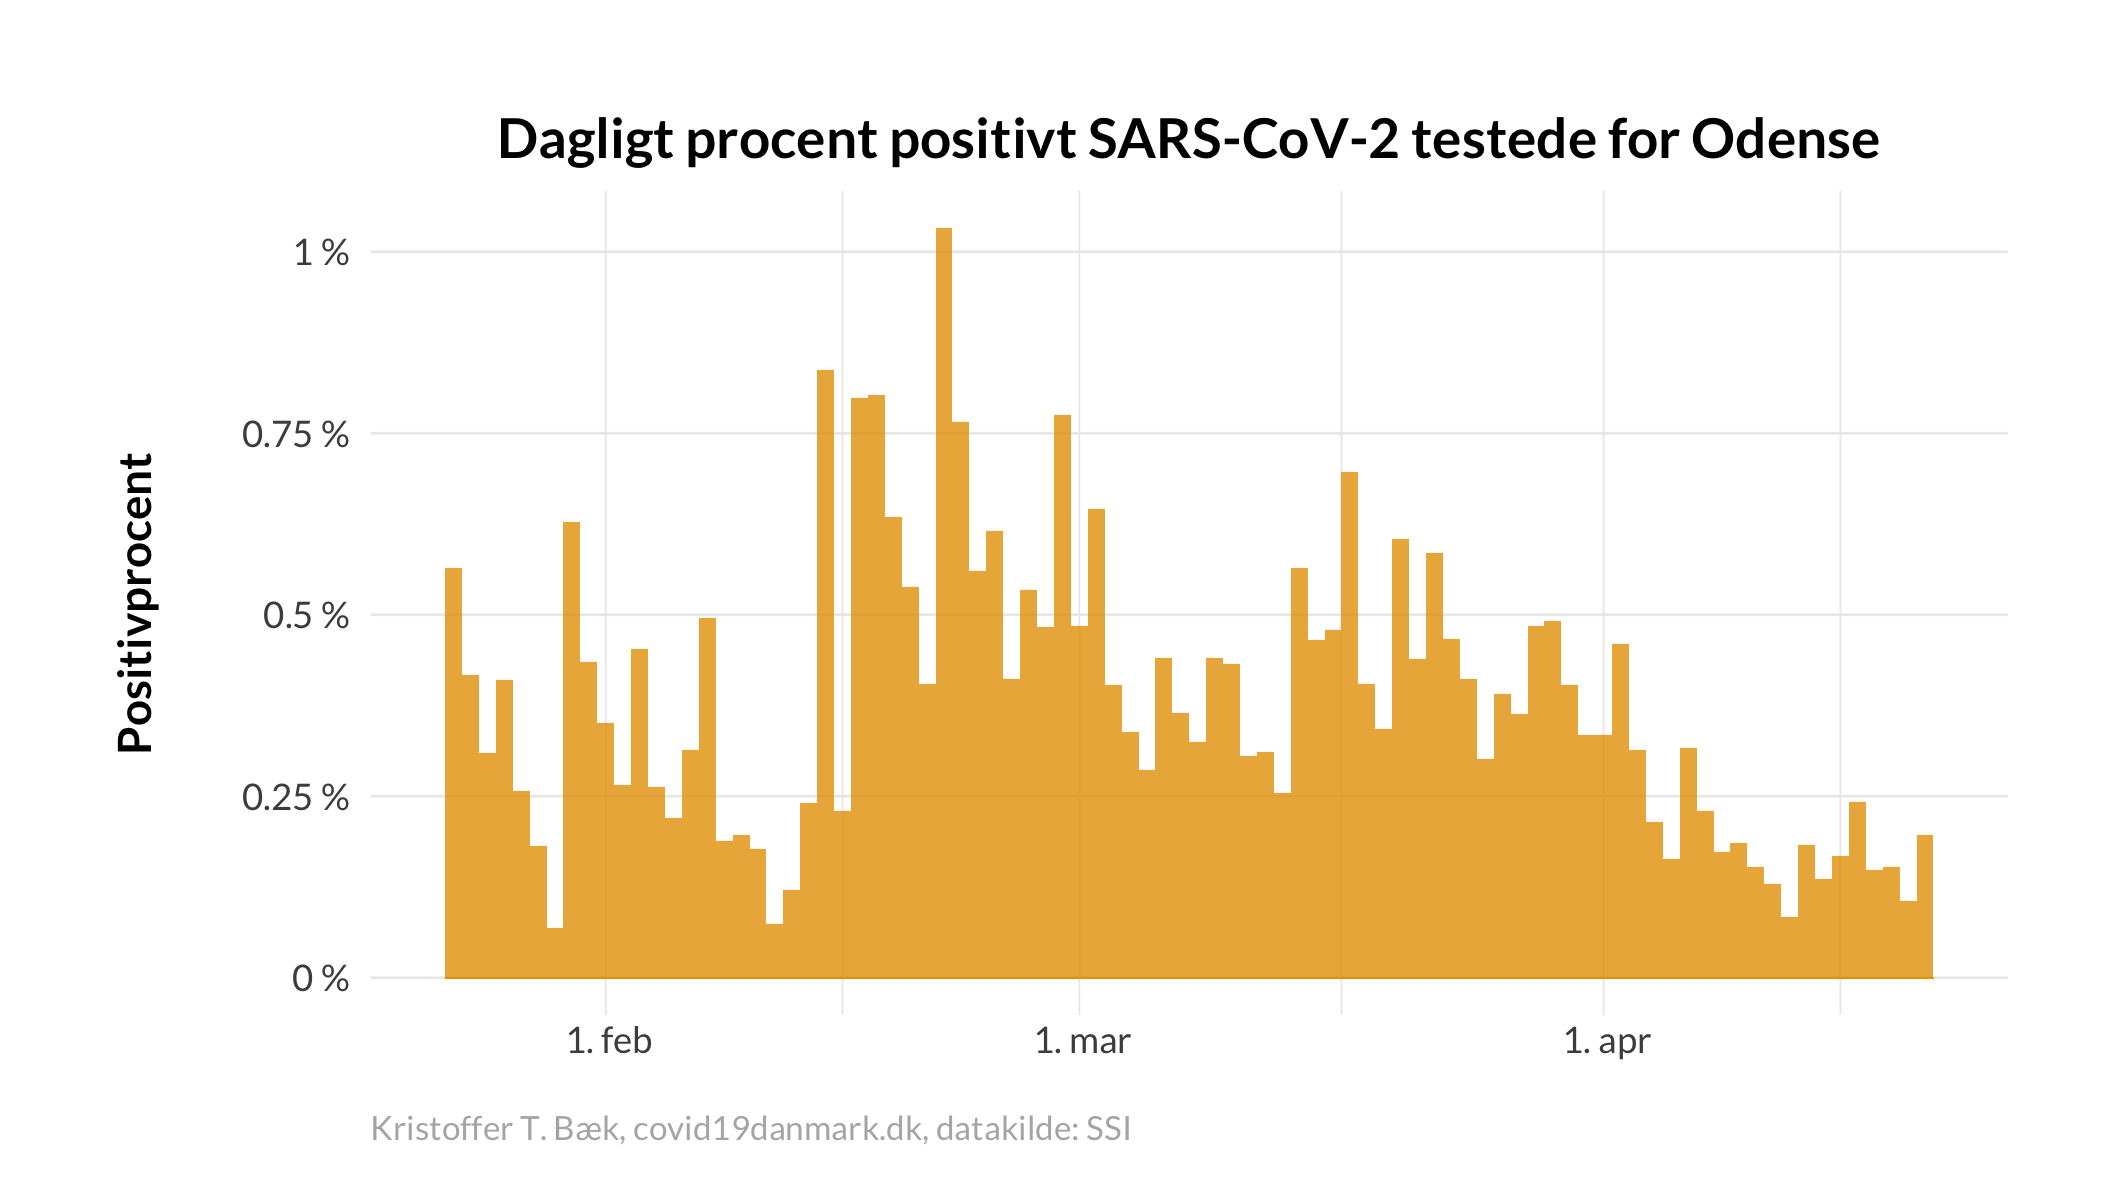 Dagligt procent positivt SARS-CoV-2 testede for Odense
Positivprocent
1 %
0.75 %
0.5 %
0.25 %
0 %
1. feb
1. mar
1. apr
Kristoffer T. Bæk, covid19danmark.dk, datakilde: SSI